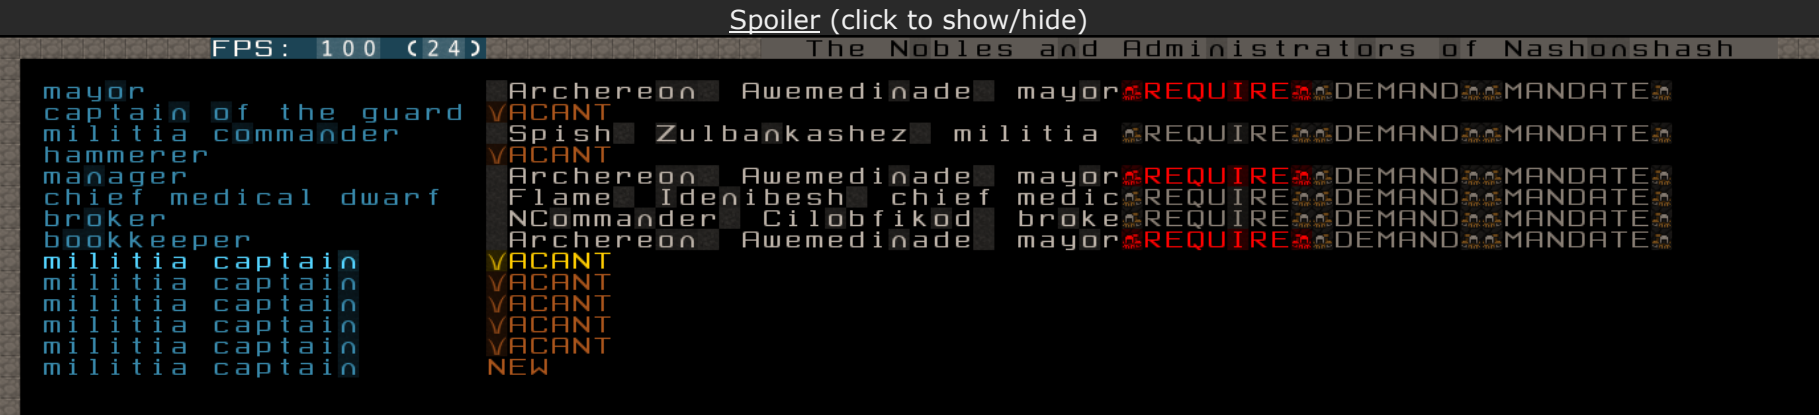 Spoiler (click to show/hide)
FPS: 100 (24) The Nobles and Administrators of Nashonshash
mayor Archereon Awemedinade mayor REQUIRE DEMAND MANDATE
captain of the guard VACANT
militia commander Spish Zulbankashez militia REQUIRE DEMAND MANDATE
hammerer VACANT
manager Archereon Awemedinade mayor REQUIRE DEMAND MANDATE
chief medical dwarf Flame Idenibesh chief medic REQUIRE DEMAND MANDATE
broker NCommander Cilobfikod broke REQUIRE DEMAND MANDATE
bookkeeper Archereon Awemedinade mayor REQUIRE DEMAND MANDATE
militia captain VACANT
militia captain VACANT
militia captain VACANT
militia captain VACANT
militia captain VACANT
militia captain NEW